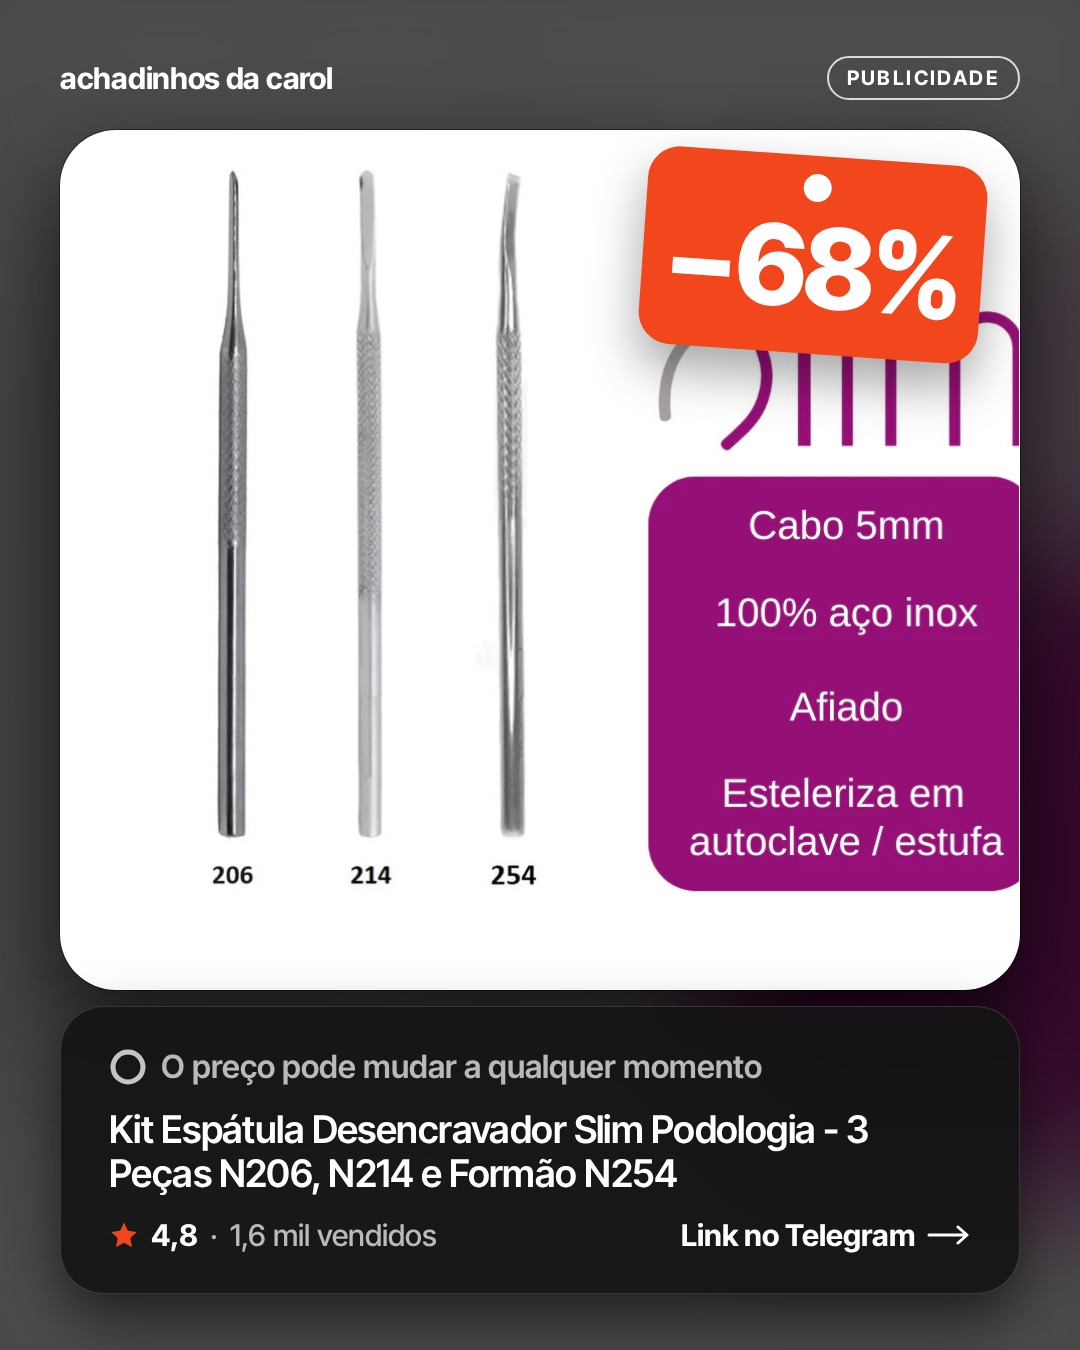 achadinhos da carol
PUBLICIDADE
−68%
Cabo 5mm
100% aço inox
Afiado
Esteleriza em
autoclave / estufa
206
214
254
O preço pode mudar a qualquer momento
Kit Espátula Desencravador Slim Podologia - 3
Peças N206, N214 e Formão N254
4,8 · 1,6 mil vendidos
Link no Telegram →